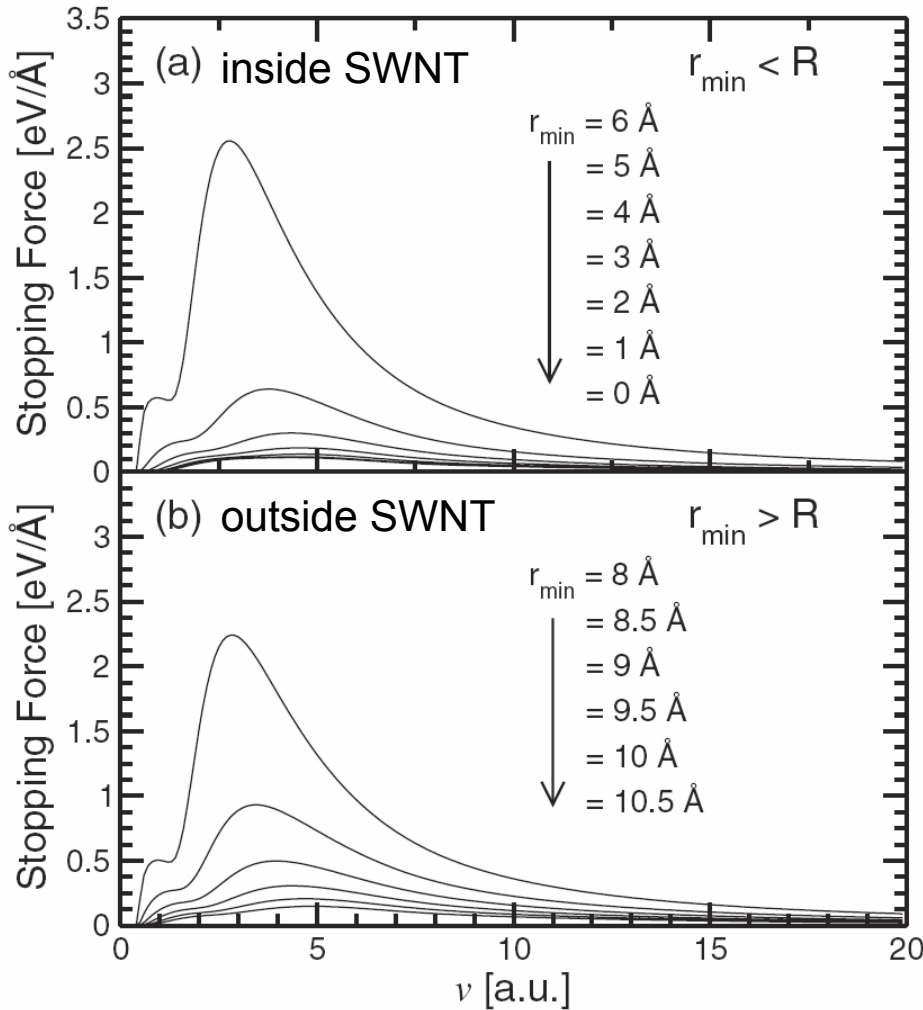 3.5
3
2.5
2
1.5
1
0.5
0
Stopping Force [eV/Å]
(a) inside SWNT
r_min < R
r_min = 6 Å
= 5 Å
= 4 Å
= 3 Å
= 2 Å
= 1 Å
= 0 Å
3
2.5
2
1.5
1
0.5
0
Stopping Force [eV/Å]
(b) outside SWNT
r_min > R
r_min = 8 Å
= 8.5 Å
= 9 Å
= 9.5 Å
= 10 Å
= 10.5 Å
0 5 10 15 20
v [a.u.]